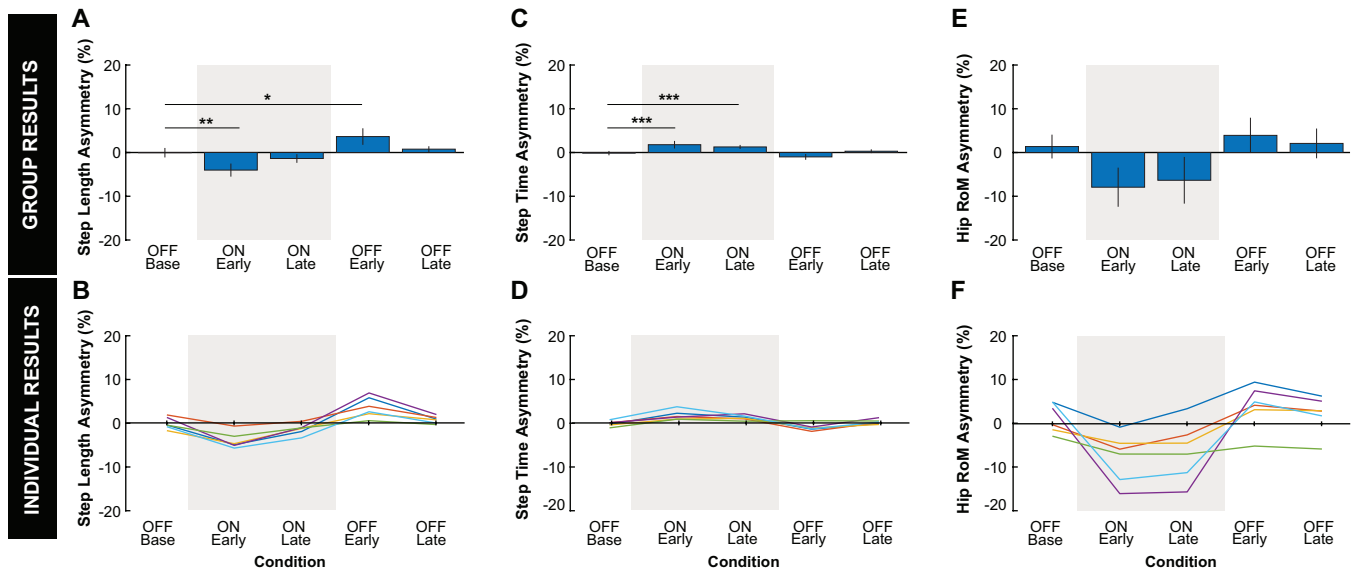 GROUP RESULTS
A
Step Length Asymmetry (%)
20
10
0
-10
-20
*
**
OFF Base
ON Early
ON Late
OFF Early
OFF Late
C
Step Time Asymmetry (%)
20
10
0
-10
-20
***
***
OFF Base
ON Early
ON Late
OFF Early
OFF Late
E
Hip RoM Asymmetry (%)
20
10
0
-10
-20
OFF Base
ON Early
ON Late
OFF Early
OFF Late
INDIVIDUAL RESULTS
B
Step Length Asymmetry (%)
20
10
0
-10
-20
OFF Base
ON Early
ON Late
OFF Early
OFF Late
Condition
D
Step Time Asymmetry (%)
20
10
0
-10
-20
OFF Base
ON Early
ON Late
OFF Early
OFF Late
Condition
F
Hip RoM Asymmetry (%)
20
10
0
-10
-20
OFF Base
ON Early
ON Late
OFF Early
OFF Late
Condition